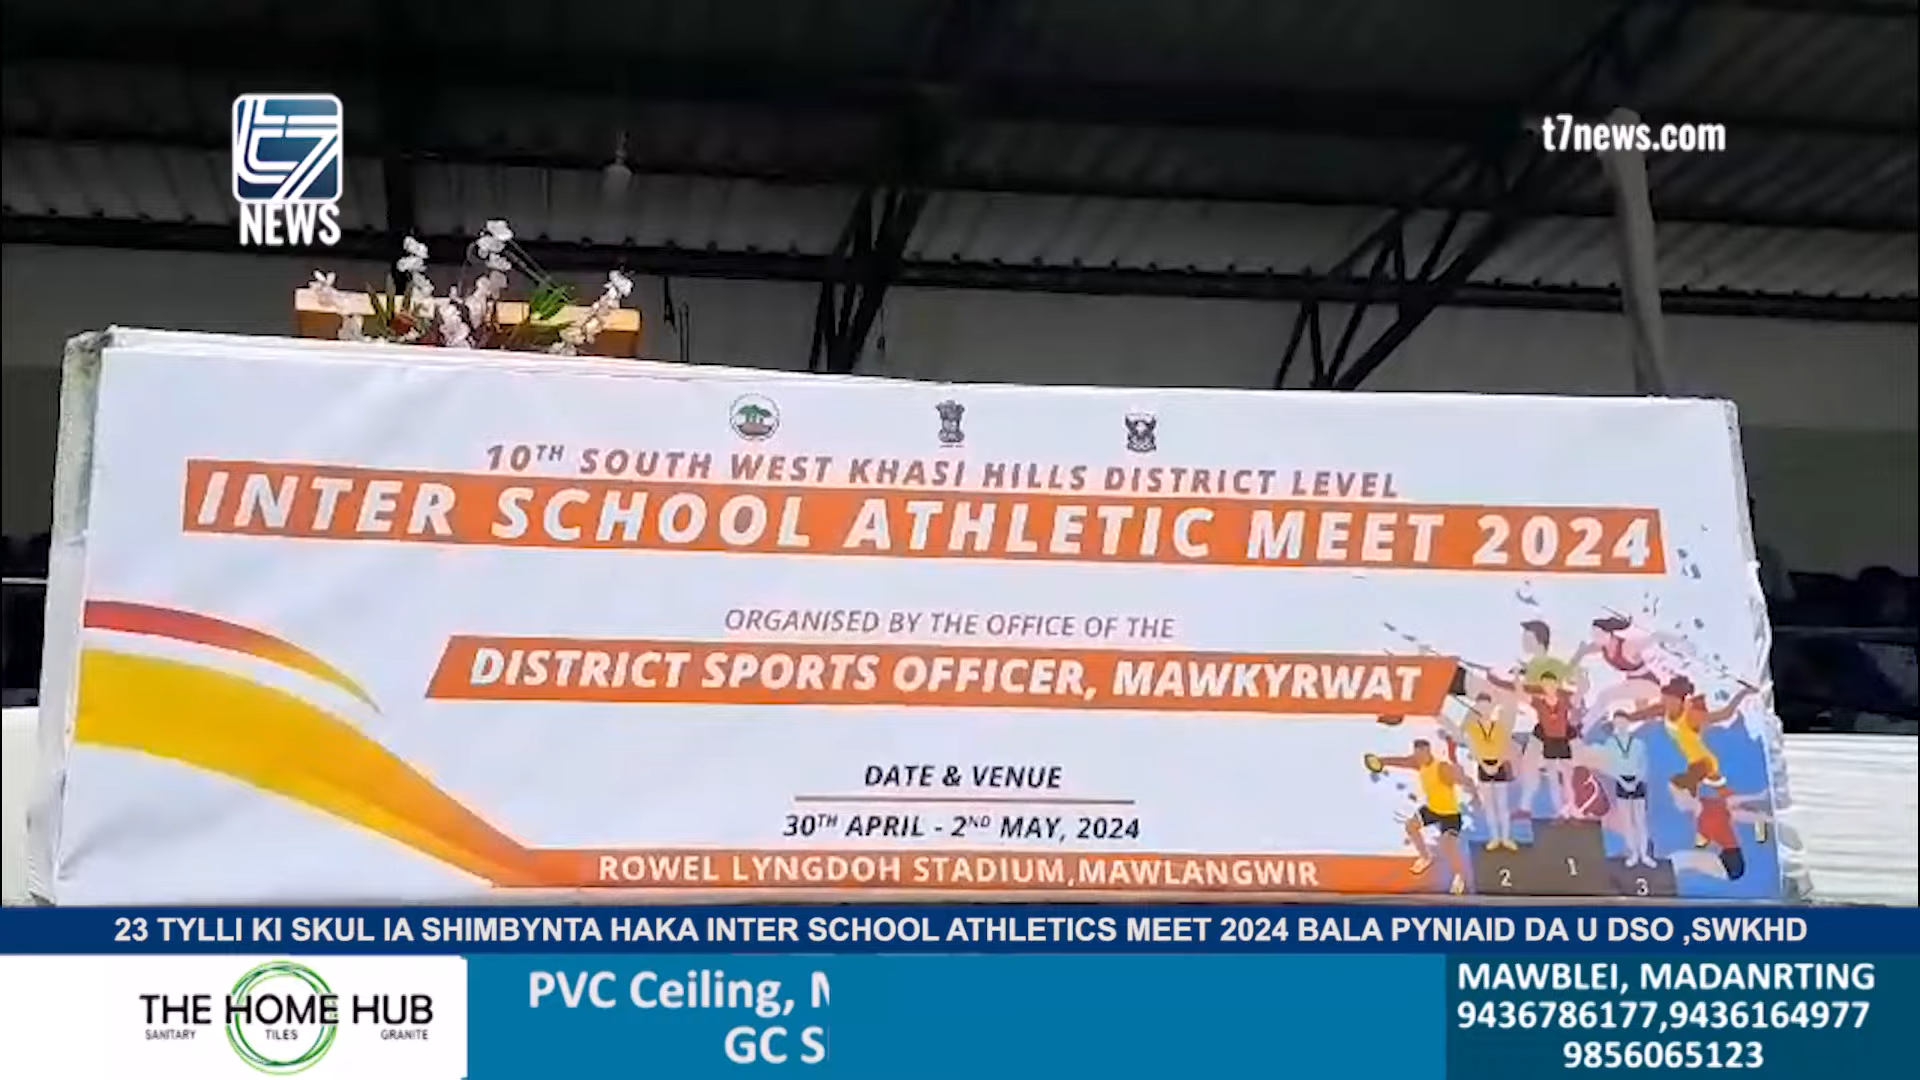 t7
NEWS
t7news.com
10TH SOUTH WEST KHASI HILLS DISTRICT LEVEL
INTER SCHOOL ATHLETIC MEET 2024
ORGANISED BY THE OFFICE OF THE
DISTRICT SPORTS OFFICER, MAWKYRWAT
DATE & VENUE
30TH APRIL - 2ND MAY, 2024
ROWEL LYNGDOH STADIUM,MAWLANGWIR
2 1 3
23 TYLLI KI SKUL IA SHIMBYNTA HAKA INTER SCHOOL ATHLETICS MEET 2024 BALA PYNIAID DA U DSO ,SWKHD
THE HOME HUB
SANITARY TILES GRANITE
PVC Ceiling,
GC
MAWBLEI, MADANRTING
9436786177,9436164977
9856065123